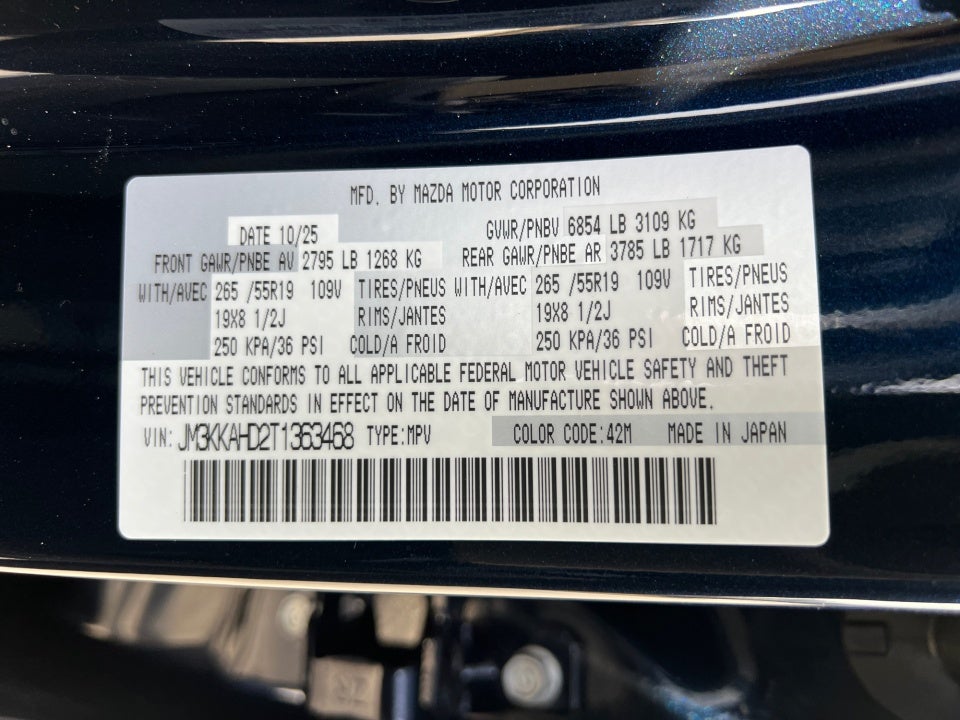 MFD. BY MAZDA MOTOR CORPORATION
DATE 10/25 GVWR/PNBV 6854 LB 3109 KG
FRONT GAWR/PNBE AV 2795 LB 1268 KG REAR GAWR/PNBE AR 3785 LB 1717 KG
WITH/AVEC 265 /55R19 109V TIRES/PNEUS WITH/AVEC 265 /55R19 109V TIRES/PNEUS
19X8 1/2J RIMS/JANTES 19X8 1/2J RIMS/JANTES
250 KPA/36 PSI COLD/A FROID 250 KPA/36 PSI COLD/A FROID
THIS VEHICLE CONFORMS TO ALL APPLICABLE FEDERAL MOTOR VEHICLE SAFETY AND THEFT
PREVENTION STANDARDS IN EFFECT ON THE DATE OF MANUFACTURE SHOWN ABOVE.
VIN: JM3KKAHD2T1363468 TYPE:MPV COLOR CODE:42M MADE IN JAPAN